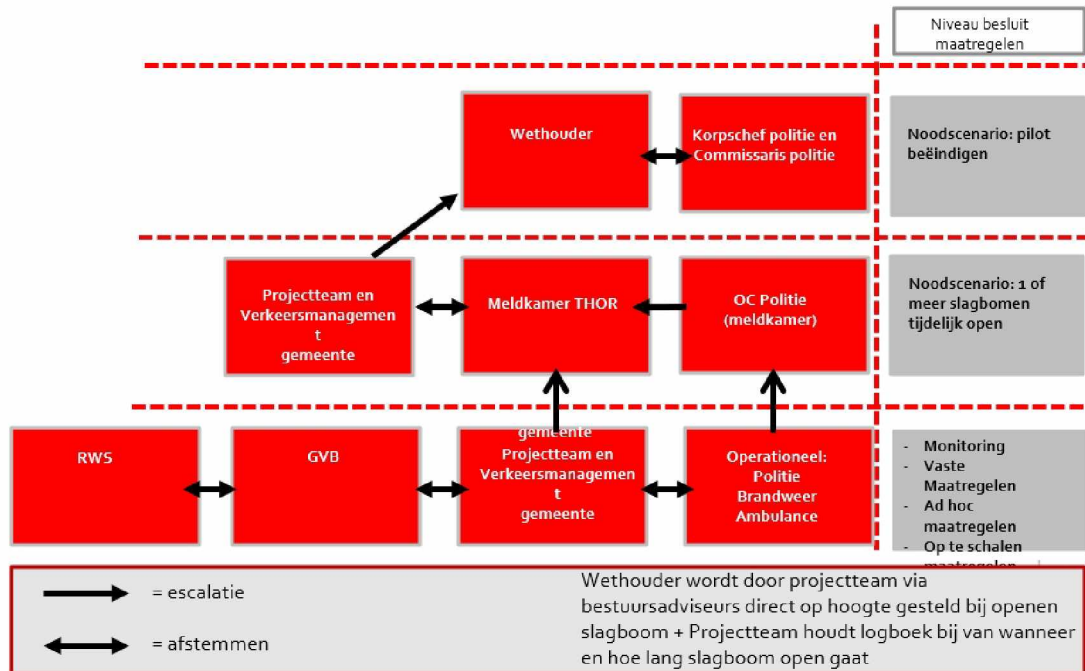 Niveau besluit
maatregelen
Wethouder
Korpschef politie en
Commissaris politie
Noodscenario: pilot
beëindigen
Projectteam en
Verkeersmanagemen
t
gemeente
Meldkamer THOR
OC Politie
(meldkamer)
Noodscenario: 1 of
meer slagbomen
tijdelijk open
RWS
GVB
gemeente
Projectteam en
Verkeersmanagemen
t
gemeente
Operationeel:
Politie
Brandweer
Ambulance
- Monitoring
- Vaste
Maatregelen
- Ad hoc
maatregelen
- Op te schalen
maatregelen
= escalatie
= afstemmen
Wethouder wordt door projectteam via
bestuursadviseurs direct op hoogte gesteld bij openen
slagboom + Projectteam houdt logboek bij van wanneer
en hoe lang slagboom open gaat